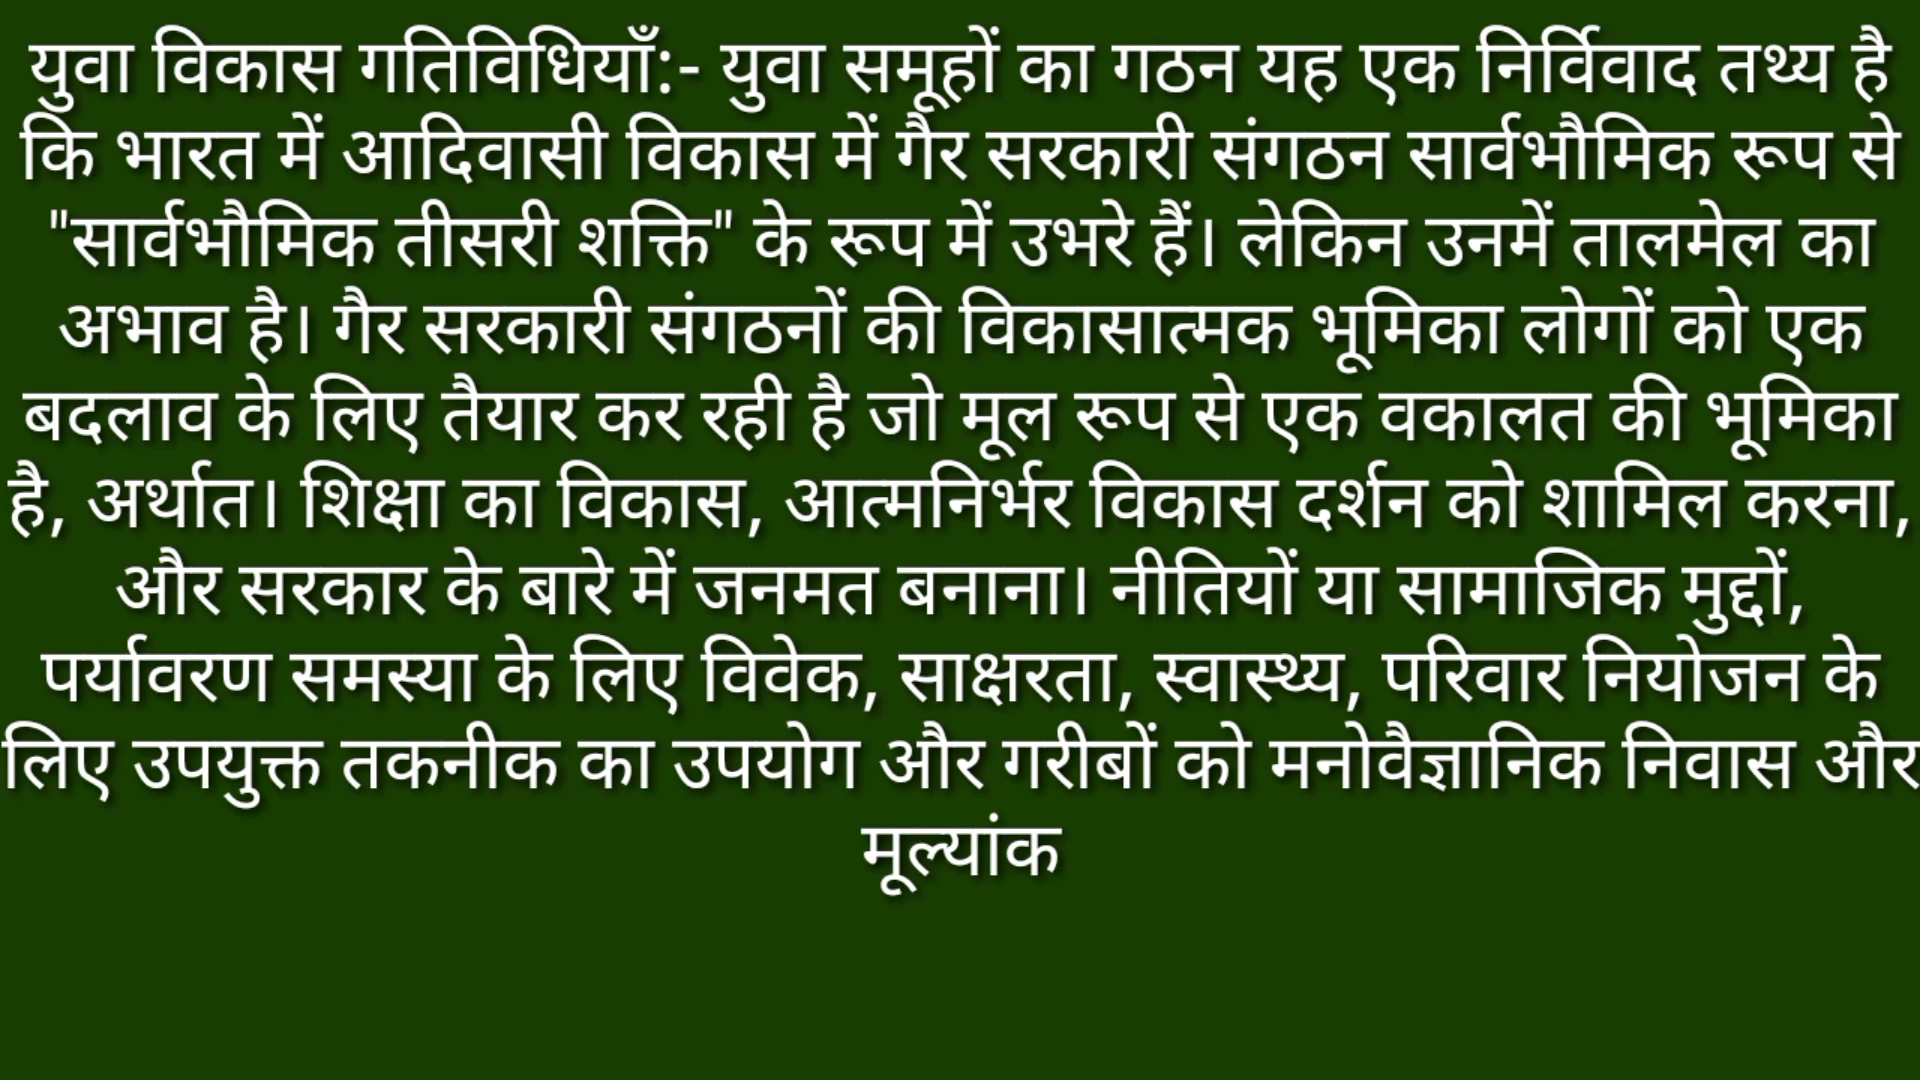 युवा विकास गतिविधियाँ:- युवा समूहों का गठन यह एक निर्विवाद तथ्य है
कि भारत में आदिवासी विकास में गैर सरकारी संगठन सार्वभौमिक रूप से
"सार्वभौमिक तीसरी शक्ति" के रूप में उभरे हैं। लेकिन उनमें तालमेल का
अभाव है। गैर सरकारी संगठनों की विकासात्मक भूमिका लोगों को एक
बदलाव के लिए तैयार कर रही है जो मूल रूप से एक वकालत की भूमिका
है, अर्थात। शिक्षा का विकास, आत्मनिर्भर विकास दर्शन को शामिल करना,
और सरकार के बारे में जनमत बनाना। नीतियों या सामाजिक मुद्दों,
पर्यावरण समस्या के लिए विवेक, साक्षरता, स्वास्थ्य, परिवार नियोजन के
लिए उपयुक्त तकनीक का उपयोग और गरीबों को मनोवैज्ञानिक निवास और
मूल्यांक